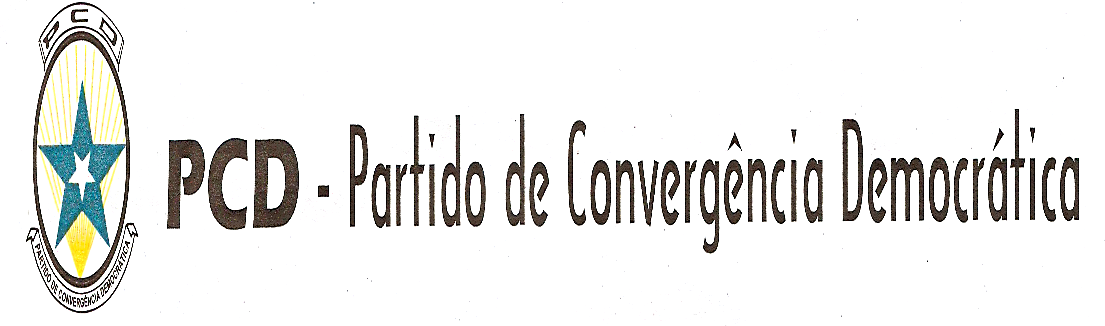 PCD
PARTIDO DE CONVERGÊNCIA DEMOCRÁTICA
PCD - Partido de Convergência Democrática